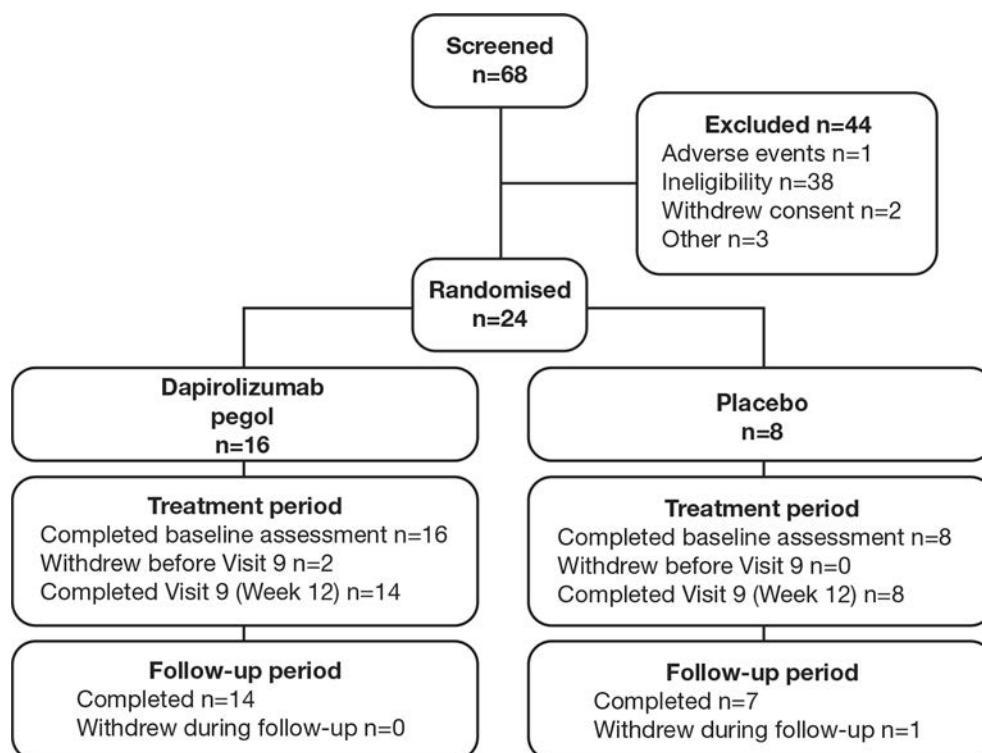 Screened
n=68
Excluded n=44
Adverse events n=1
Ineligibility n=38
Withdrew consent n=2
Other n=3
Randomised
n=24
Dapirolizumab
pegol
n=16
Placebo
n=8
Treatment period
Completed baseline assessment n=16
Withdrew before Visit 9 n=2
Completed Visit 9 (Week 12) n=14
Treatment period
Completed baseline assessment n=8
Withdrew before Visit 9 n=0
Completed Visit 9 (Week 12) n=8
Follow-up period
Completed n=14
Withdrew during follow-up n=0
Follow-up period
Completed n=7
Withdrew during follow-up n=1